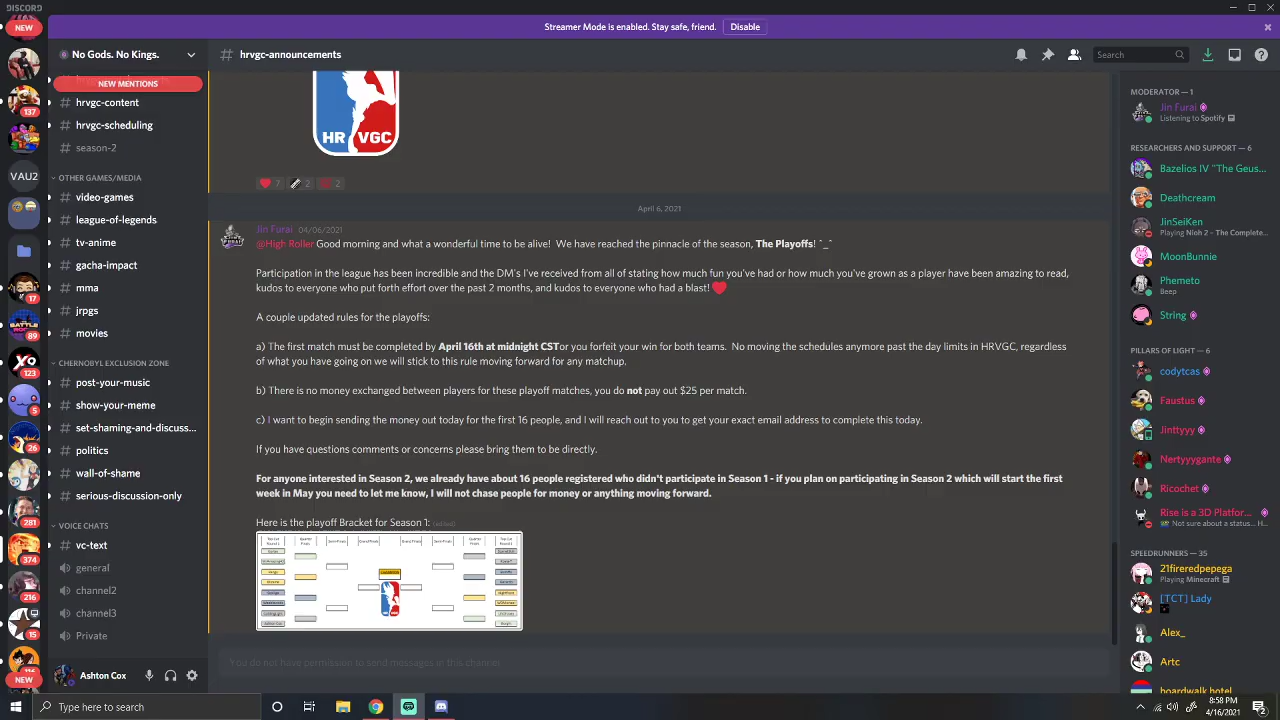 DISCORD
NEW
Streamer Mode is enabled. Stay safe, friend. Disable
No Gods. No Kings.
# hrvgc-announcements
Search
NEW MENTIONS
137
# hrvgc-content
# hrvgc-scheduling
# season-2
OTHER GAMES/MEDIA
VAU2
# video-games
# league-of-legends
# tv-anime
# gacha-impact
# mma
17
# jrpgs
# movies
89
CHERNOBYL EXCLUSION ZONE
123
# post-your-music
5
# show-your-meme
# set-shaming-and-discuss...
26
# politics
# wall-of-shame
# serious-discussion-only
281
VOICE CHATS
# vc-text
374
general
channel2
216
channel3
15
Private
NEW
Ashton Cox
HR VGC
7 2 2
April 6, 2021
Jin Furai 04/06/2021
@High Roller Good morning and what a wonderful time to be alive! We have reached the pinnacle of the season, The Playoffs! ^_^
Participation in the league has been incredible and the DM's I've received from all of stating how much fun you've had or how much you've grown as a player have been amazing to read,
kudos to everyone who put forth effort over the past 2 months, and kudos to everyone who had a blast!
A couple updated rules for the playoffs:
a) The first match must be completed by April 16th at midnight CSTor you forfeit your win for both teams. No moving the schedules anymore past the day limits in HRVGC, regardless
of what you have going on we will stick to this rule moving forward for any matchup.
b) There is no money exchanged between players for these playoff matches, you do not pay out $25 per match.
c) I want to begin sending the money out today for the first 16 people, and I will reach out to you to get your exact email address to complete this today.
If you have questions comments or concerns please bring them to be directly.
For anyone interested in Season 2, we already have about 16 people registered who didn't participate in Season 1 - if you plan on participating in Season 2 which will start the first
week in May you need to let me know, I will not chase people for money or anything moving forward.
Here is the playoff Bracket for Season 1: (edited)
You do not have permission to send messages in this channel.
MODERATOR — 1
Jin Furai
Listening to Spotify
RESEARCHERS AND SUPPORT — 6
Bazelios IV "The Geus...
Deathcream
JinSeiKen
Playing Nioh 2 – The Complete...
MoonBunnie
Phemeto
Beep
String
PILLARS OF LIGHT — 6
codytcas
Faustus
Jinttyyy
Nertyyygante
Ricochet
Rise is a 3D Platfor...
Not sure about a status... H
SPEEDRUNNERS — 35
21fireredpepega
Playing Minecraft
[TCT] Lady
Alex_
Artc
boardwalk hotel
Type here to search
8:58 PM
4/16/2021